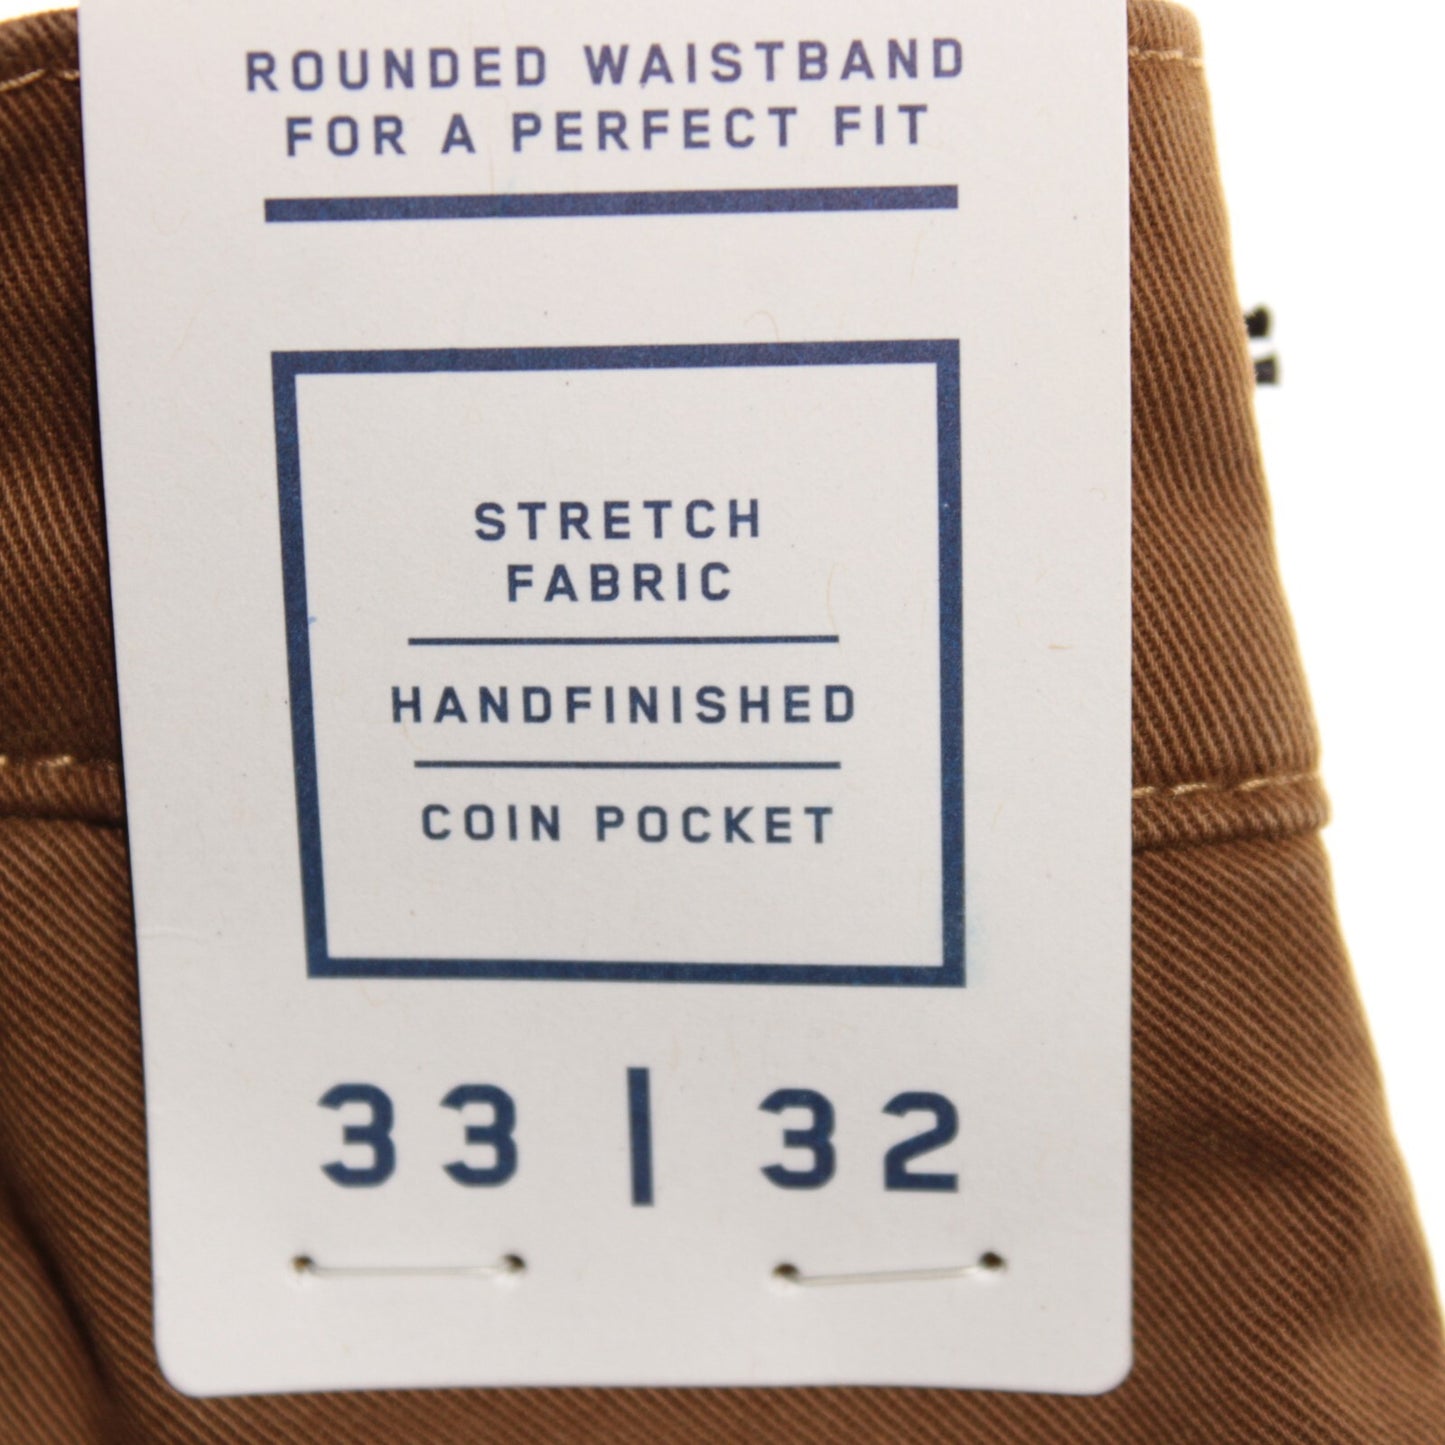 ROUNDED WAISTBAND
FOR A PERFECT FIT
STRETCH
FABRIC
HANDFINISHED
COIN POCKET
33 | 32